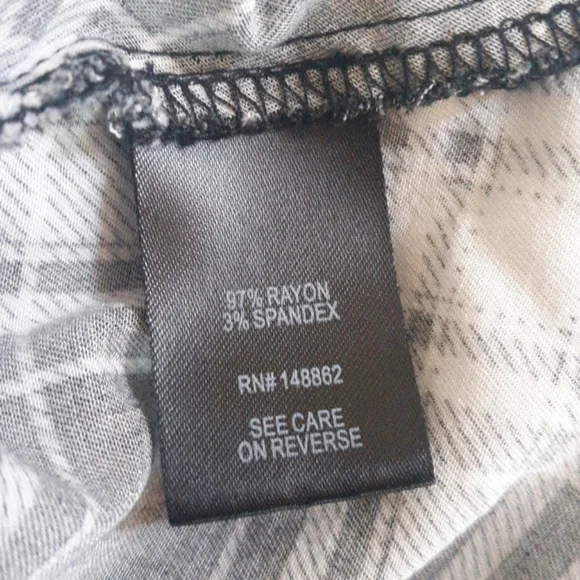 97% RAYON
3% SPANDEX
RN# 148862
SEE CARE
ON REVERSE